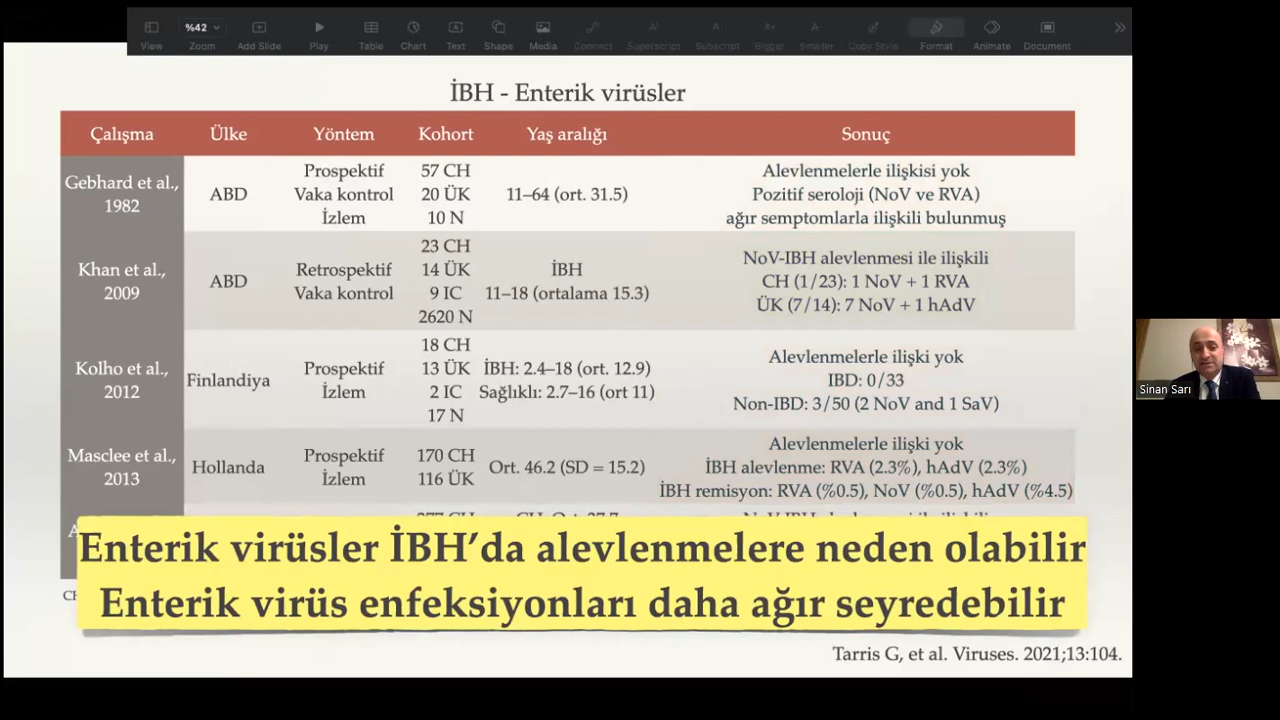 %42
View
Zoom
Add Slide
Play
Table
Chart
Text
Shape
Media
Connect
Superscript
Subscript
Bigger
Smaller
Copy Style
Format
Animate
Document
İBH - Enterik virüsler
Çalışma Ülke Yöntem Kohort Yaş aralığı Sonuç
Gebhard et al.,
1982
ABD
Prospektif
Vaka kontrol
İzlem
57 CH
20 ÜK
10 N
11–64 (ort. 31.5)
Alevlenmelerle ilişkisi yok
Pozitif seroloji (NoV ve RVA)
ağır semptomlarla ilişkili bulunmuş
Khan et al.,
2009
ABD
Retrospektif
Vaka kontrol
23 CH
14 ÜK
9 IC
2620 N
İBH
11–18 (ortalama 15.3)
NoV-IBH alevlenmesi ile ilişkili
CH (1/23): 1 NoV + 1 RVA
ÜK (7/14): 7 NoV + 1 hAdV
Kolho et al.,
2012
Finlandiya
Prospektif
İzlem
18 CH
13 ÜK
2 IC
17 N
İBH: 2.4–18 (ort. 12.9)
Sağlıklı: 2.7–16 (ort 11)
Alevlenmelerle ilişki yok
IBD: 0/33
Non-IBD: 3/50 (2 NoV and 1 SaV)
Masclee et al.,
2013
Hollanda
Prospektif
İzlem
170 CH
116 ÜK
Ort. 46.2 (SD = 15.2)
Alevlenmelerle ilişki yok
İBH alevlenme: RVA (2.3%), hAdV (2.3%)
İBH remisyon: RVA (%0.5), NoV (%0.5), hAdV (%4.5)
Enterik virüsler İBH’da alevlenmelere neden olabilir
Enterik virüs enfeksiyonları daha ağır seyredebilir
Tarris G, et al. Viruses. 2021;13:104.
Sinan Sarı